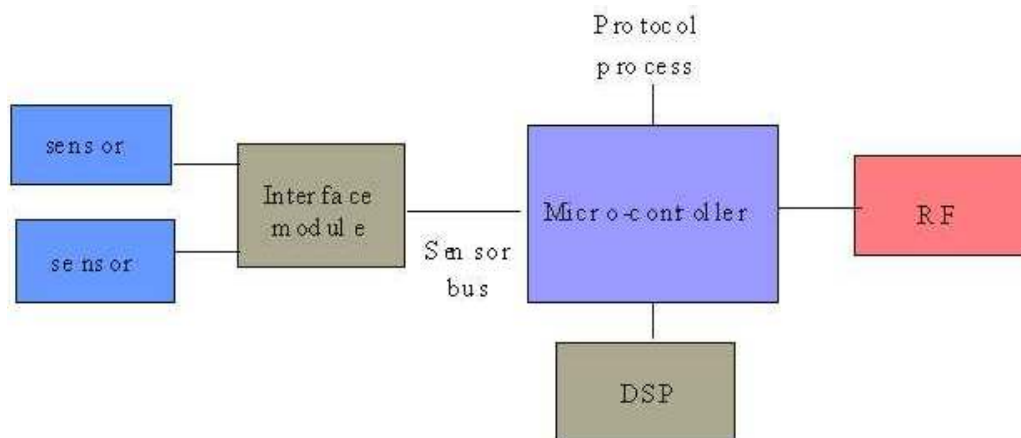 Protocol
process
sensor
Interface
module
Micro-controller
RF
sensor
Sensor
bus
DSP